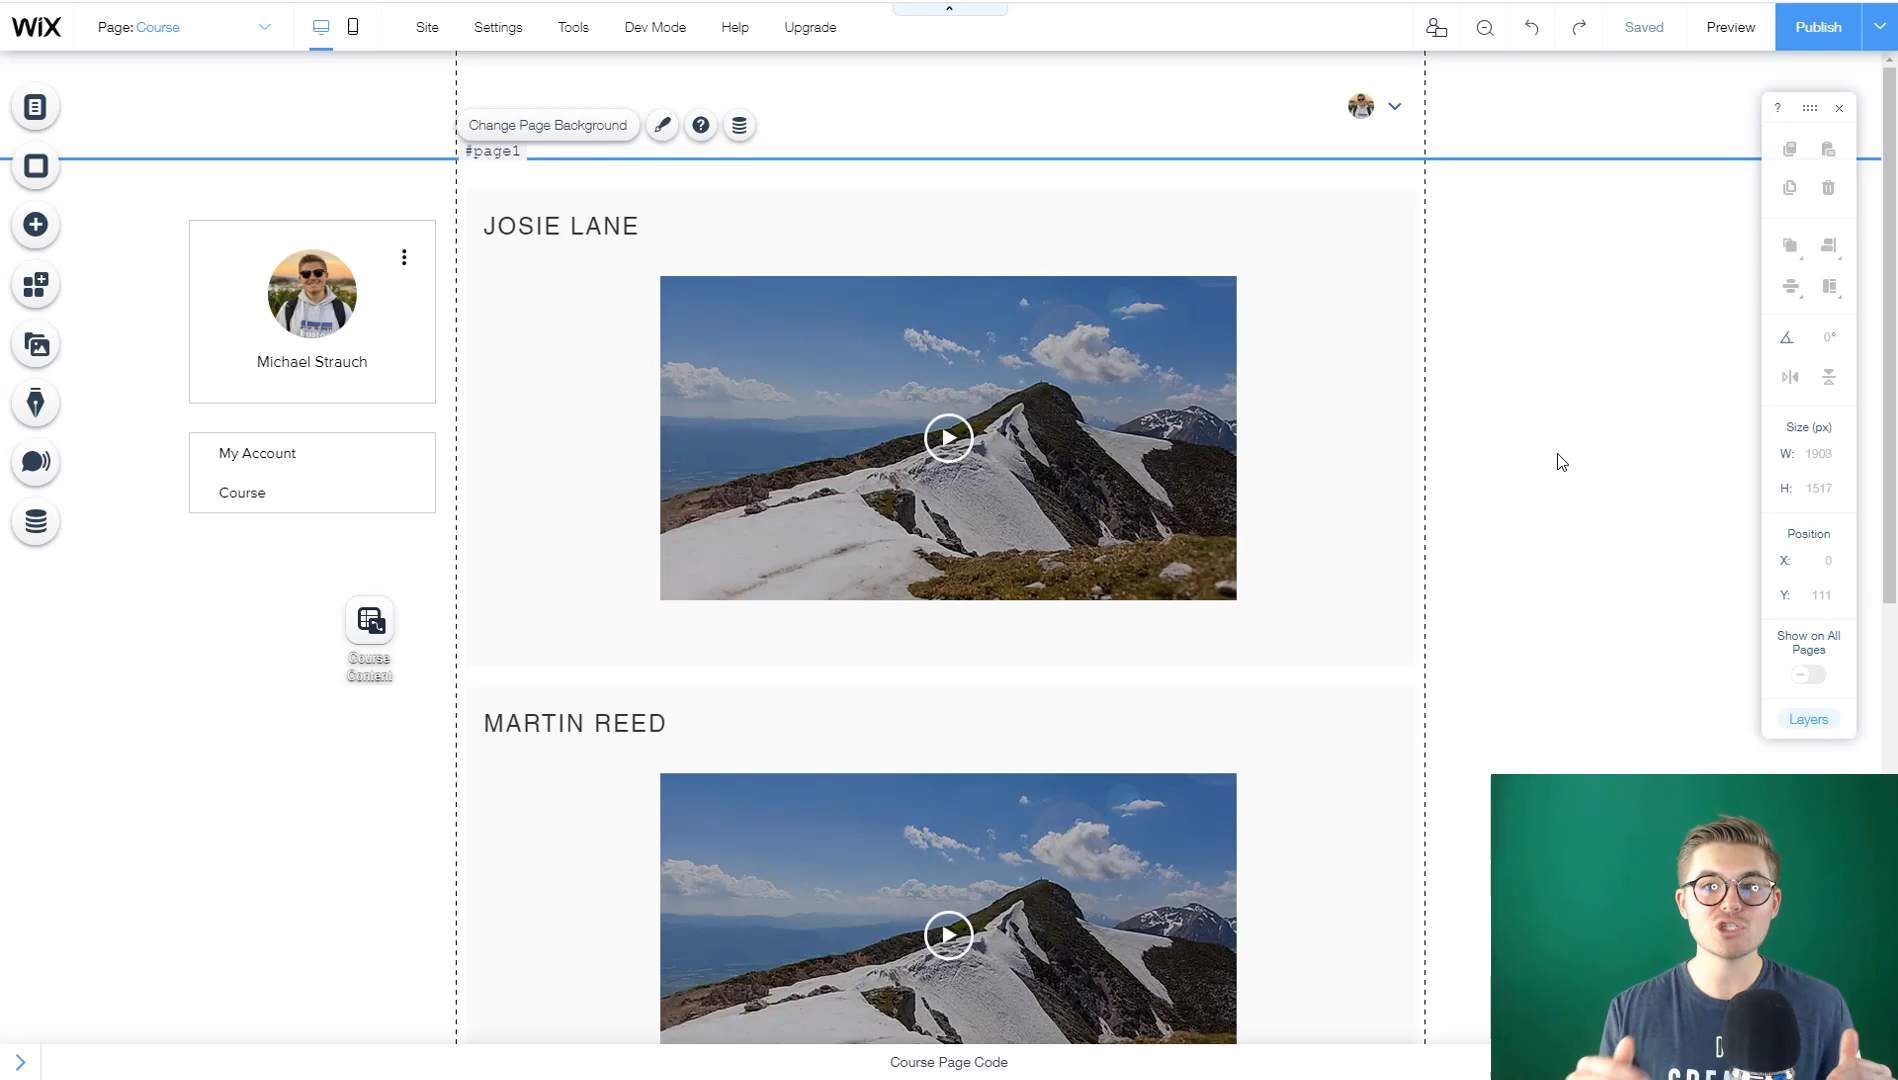 WiX
Page: Course
Site
Settings
Tools
Dev Mode
Help
Upgrade
Saved
Preview
Publish
Change Page Background
?
#page1
?
JOSIE LANE
Michael Strauch
My Account
Course
Course
Content
0°
Size (px)
W: 1903
H: 1517
Position
X: 0
Y: 111
Show on All
Pages
Layers
MARTIN REED
Course Page Code